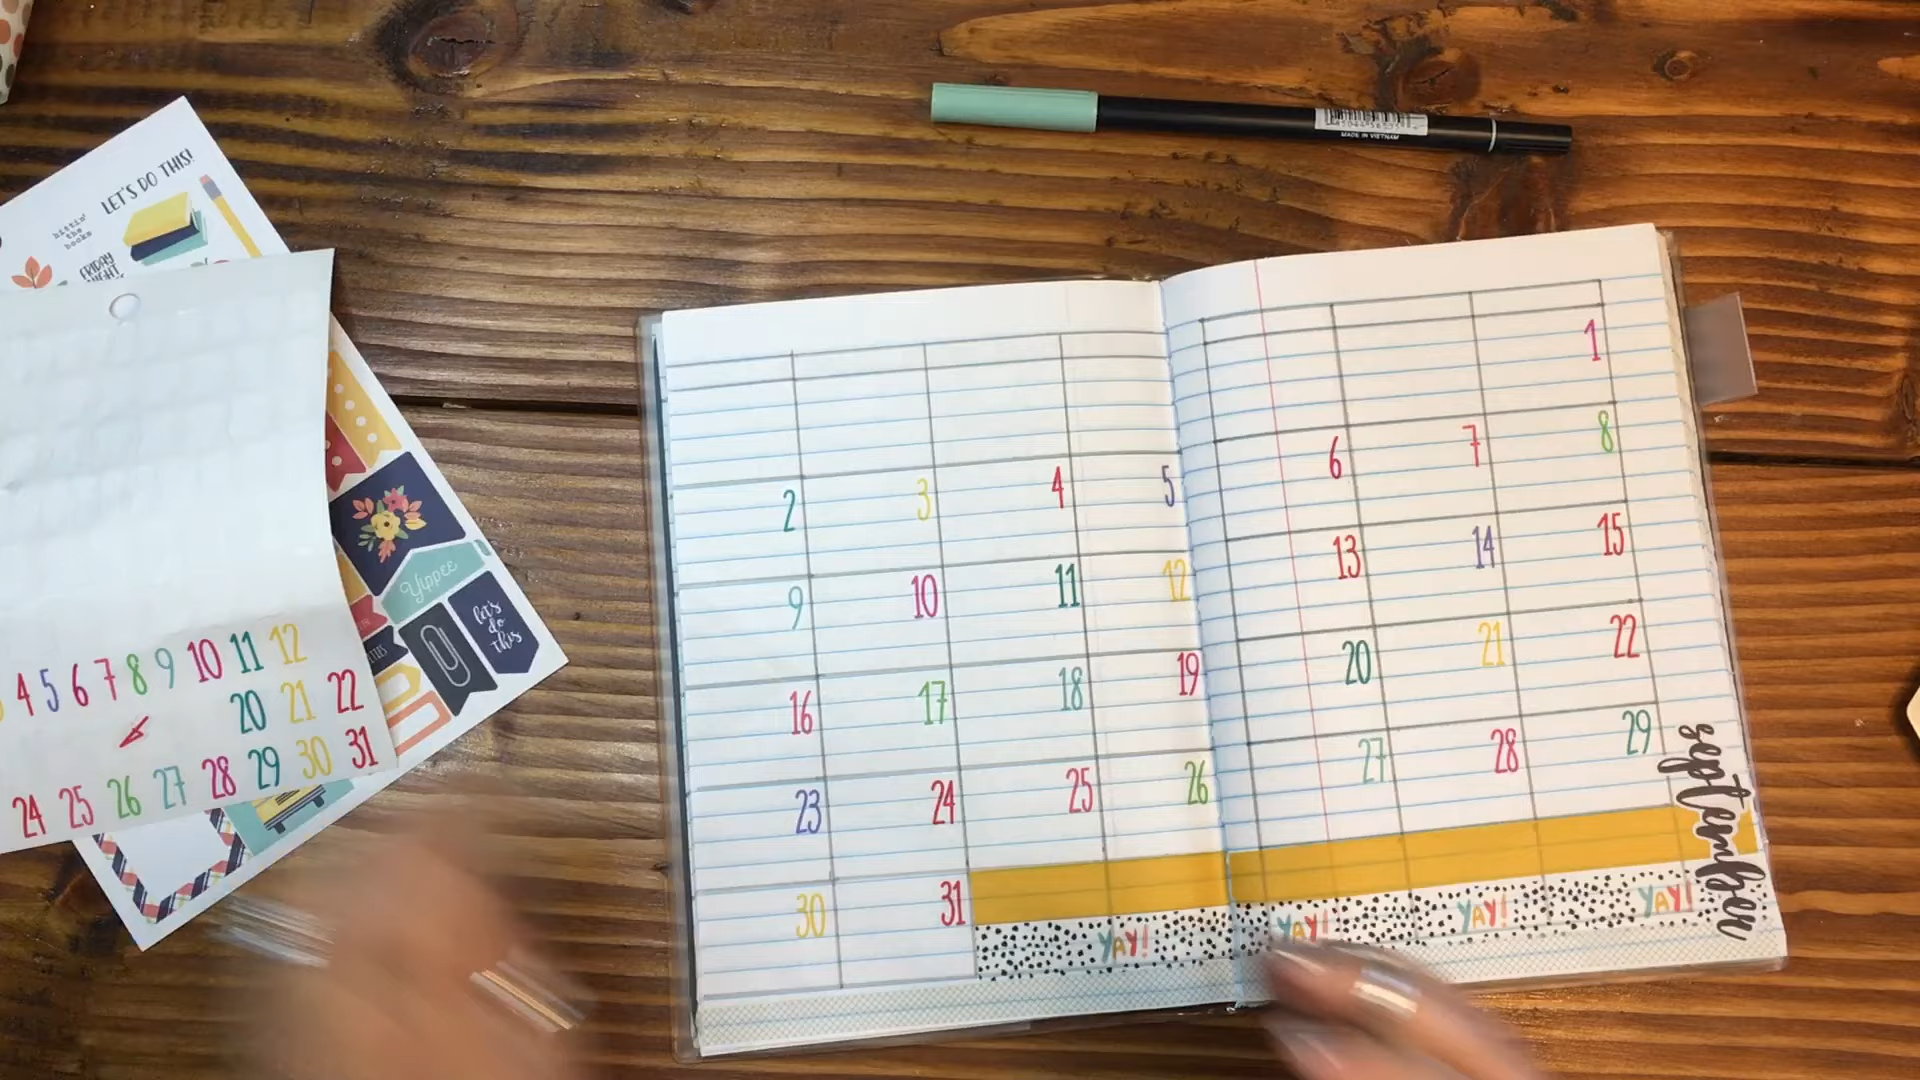 MADE IN VIETNAM
LET'S DO THIS!
hittin'
the
books
FRIDAY
NIGHT
Yippee
let's
do
this
4 5 6 7 8 9 10 11 12
20 21 22
24 25 26 27 28 29 30 31
1
2 3 4 5 6 7 8
9 10 11 12 13 14 15
16 17 18 19 20 21 22
23 24 25 26 27 28 29
30 31
YAY! YAY! YAY! YAY!
september